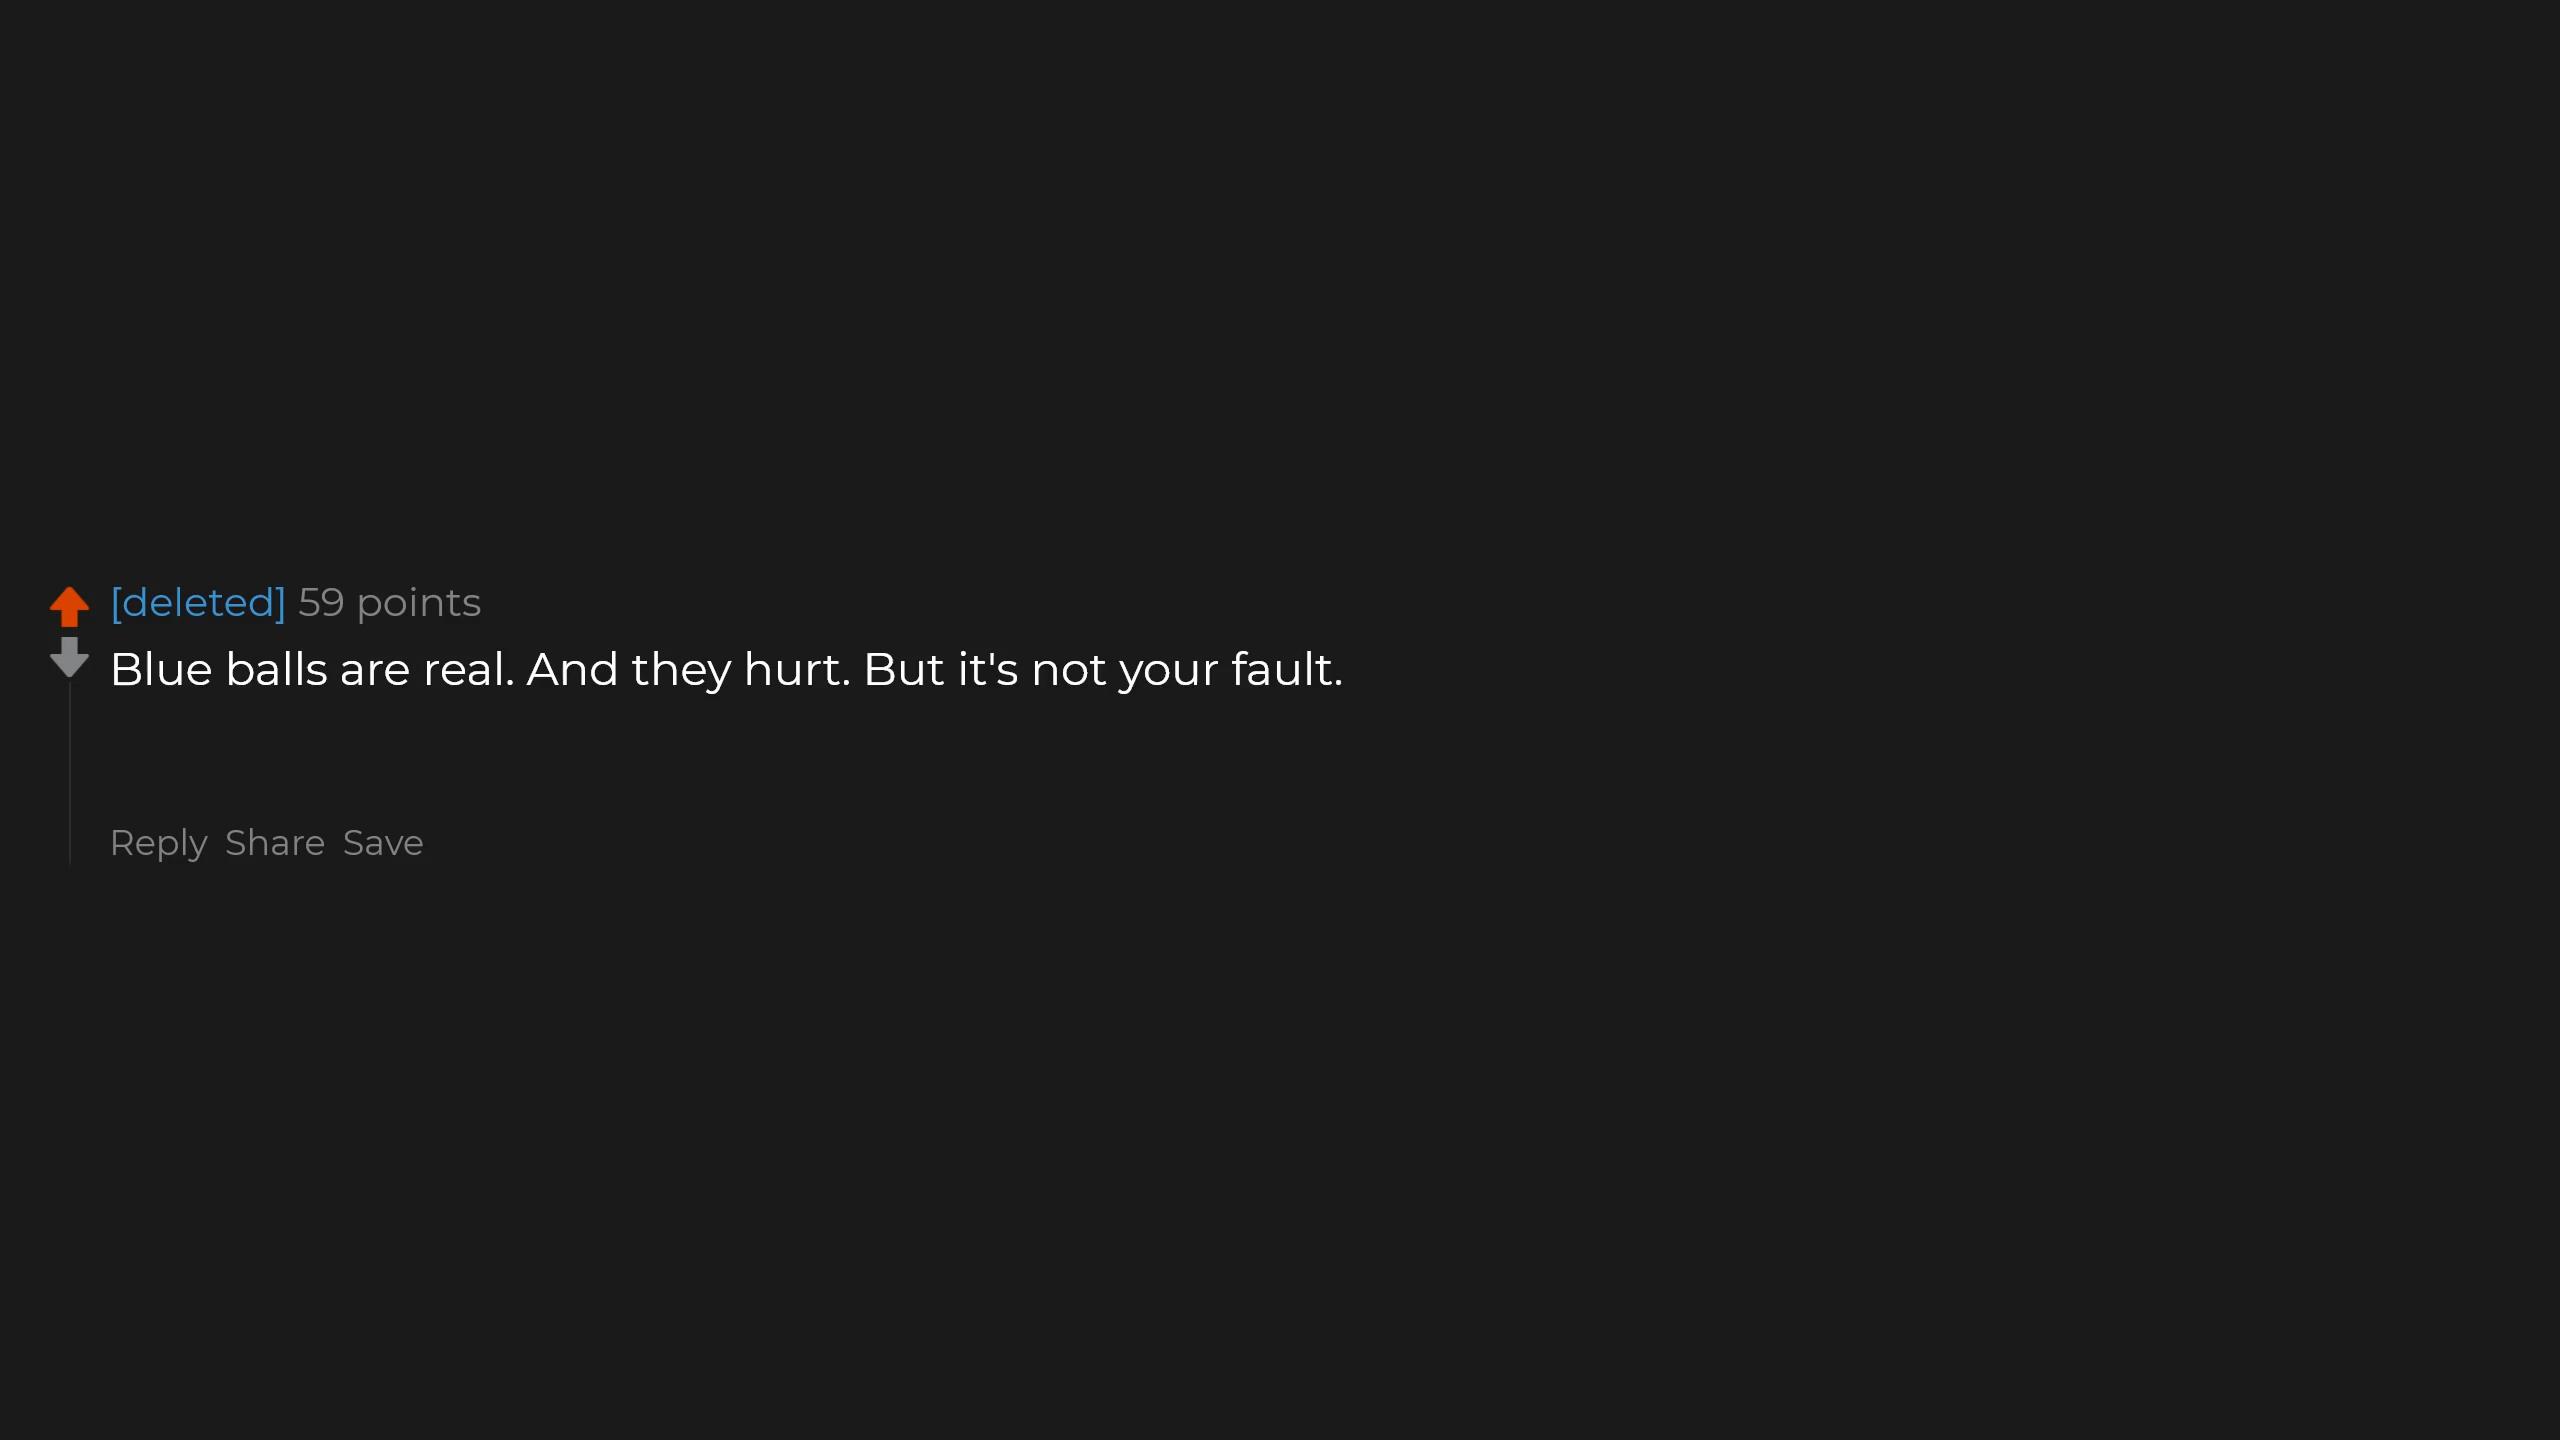 [deleted] 59 points
Blue balls are real. And they hurt. But it's not your fault.
Reply Share Save